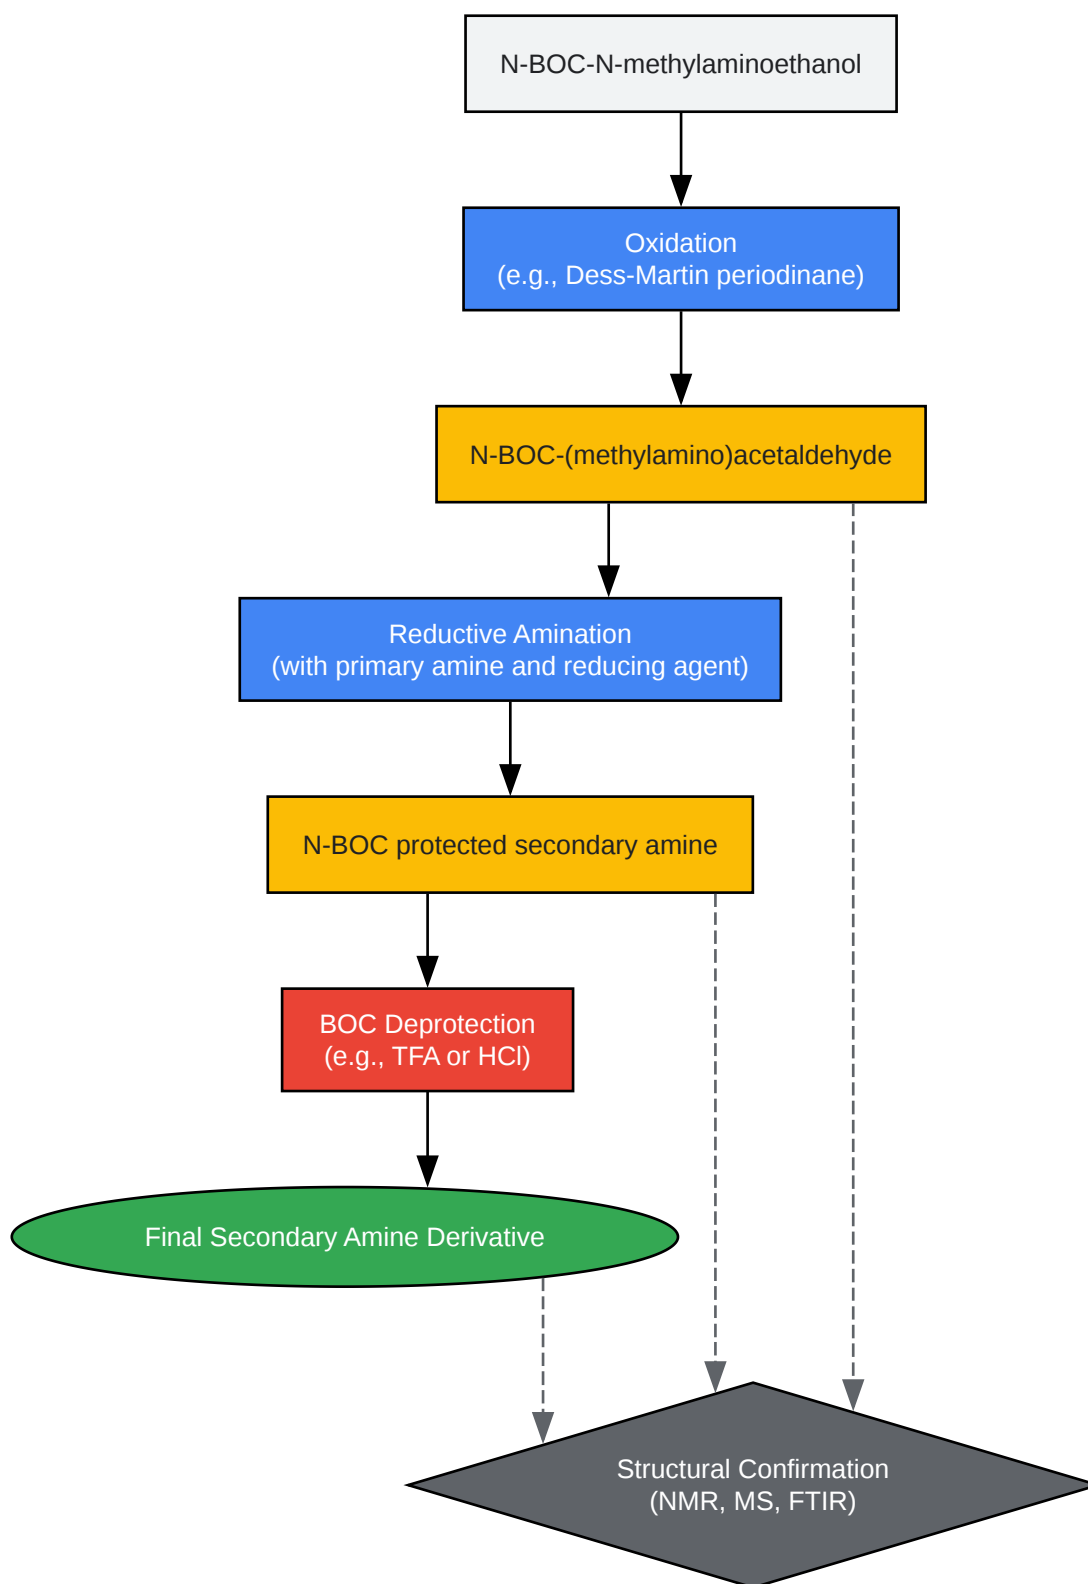 N-BOC-N-methylaminoethanol
Oxidation
(e.g., Dess-Martin periodinane)
N-BOC-(methylamino)acetaldehyde
Reductive Amination
(with primary amine and reducing agent)
N-BOC protected secondary amine
BOC Deprotection
(e.g., TFA or HCl)
Final Secondary Amine Derivative
Structural Confirmation
(NMR, MS, FTIR)